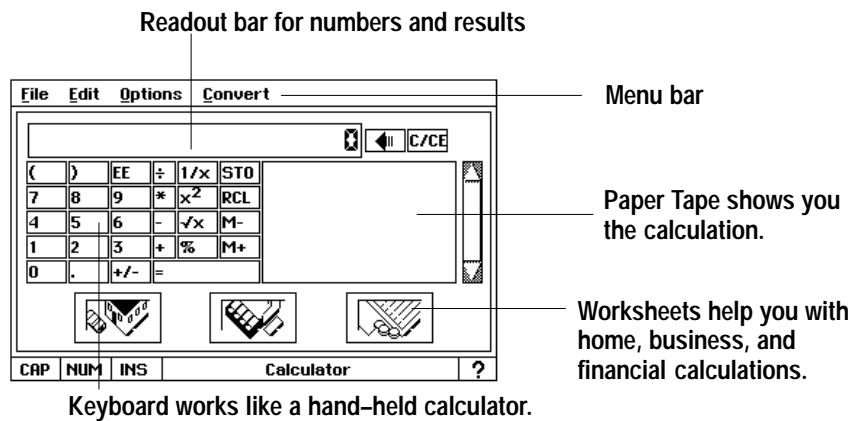 Readout bar for numbers and results
File Edit Options Convert
Menu bar
0 C/CE
( ) EE ÷ 1/x STO
7 8 9 * x² RCL
4 5 6 - √x M-
1 2 3 + % M+
0 . +/- =
Paper Tape shows you
the calculation.
Worksheets help you with
home, business, and
financial calculations.
CAP NUM INS Calculator ?
Keyboard works like a hand–held calculator.